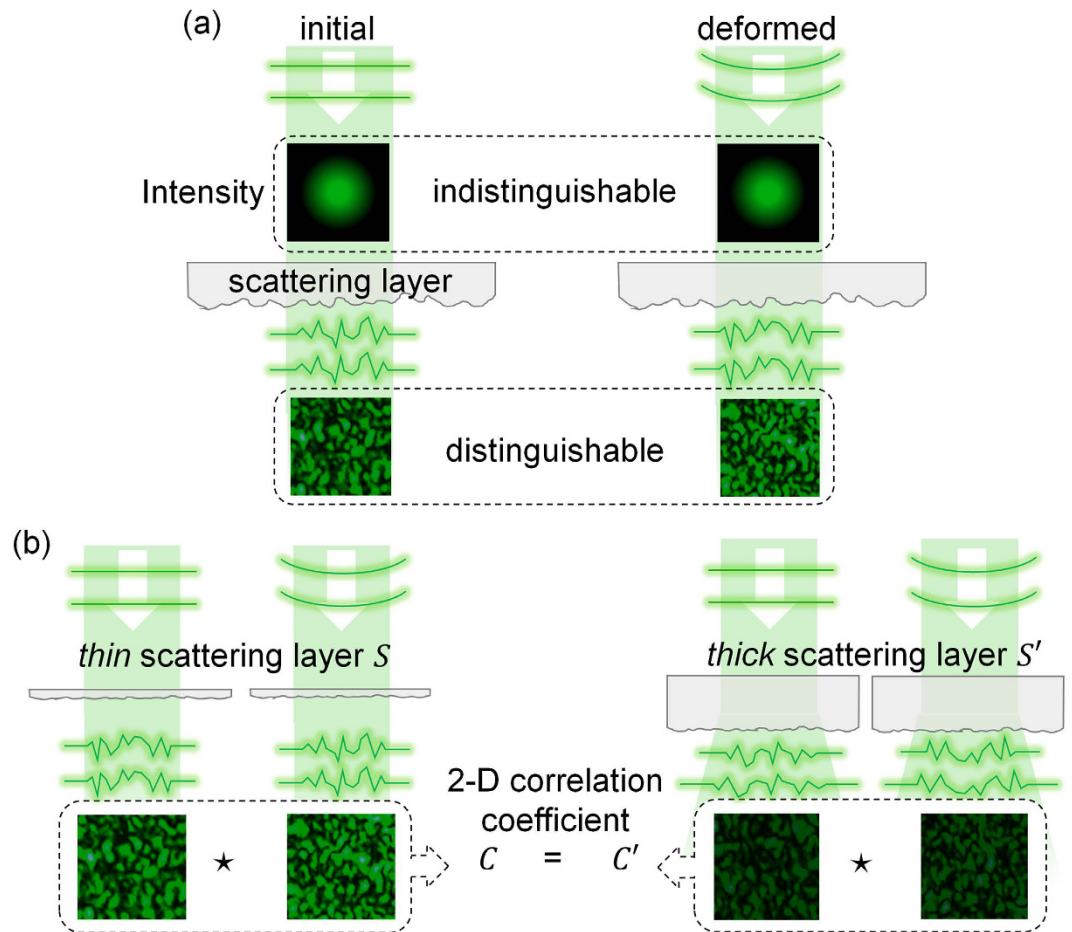 (a)
initial
deformed
Intensity
indistinguishable
scattering layer
distinguishable
(b)
thin scattering layer S
thick scattering layer S′
2-D correlation
coefficient
⋆
C = C′
⋆